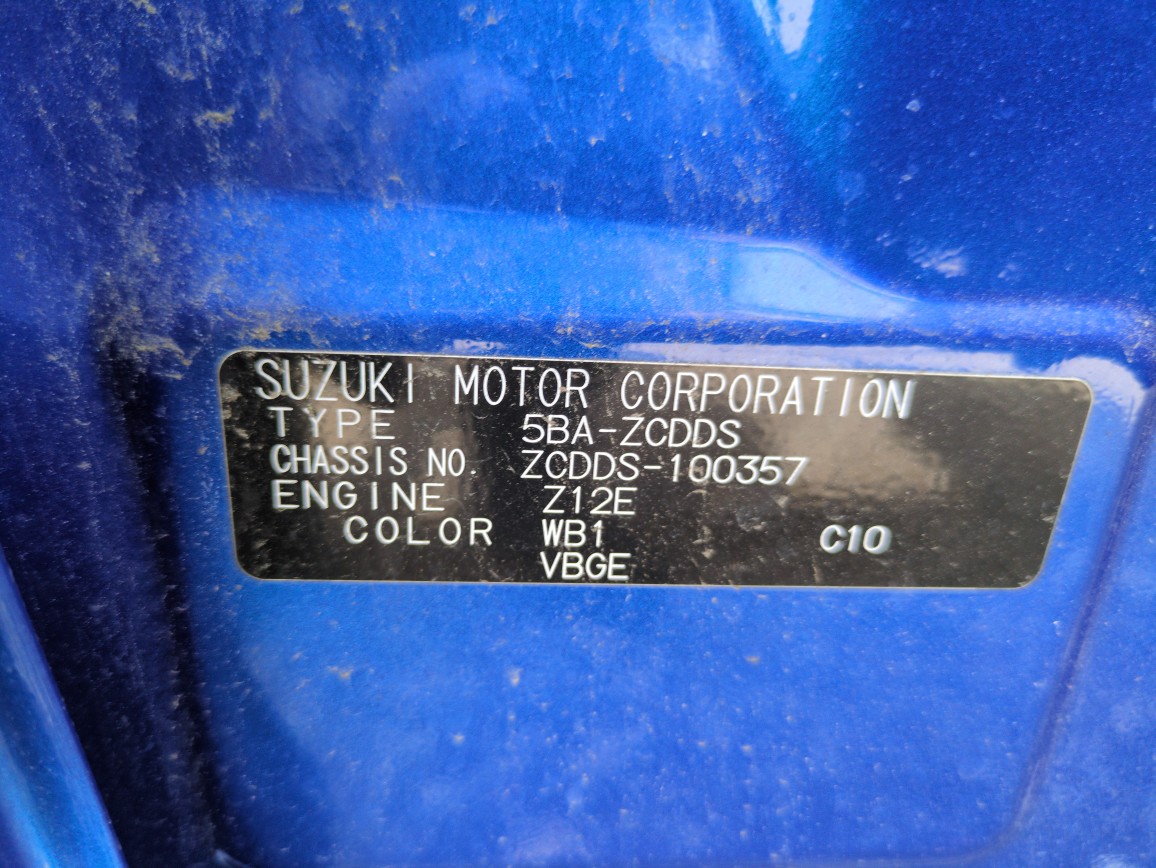 SUZUKI MOTOR CORPORATION
TYPE 5BA-ZCDDS
CHASSIS NO. ZCDDS-100357
ENGINE Z12E
COLOR WB1 C10
VBGE